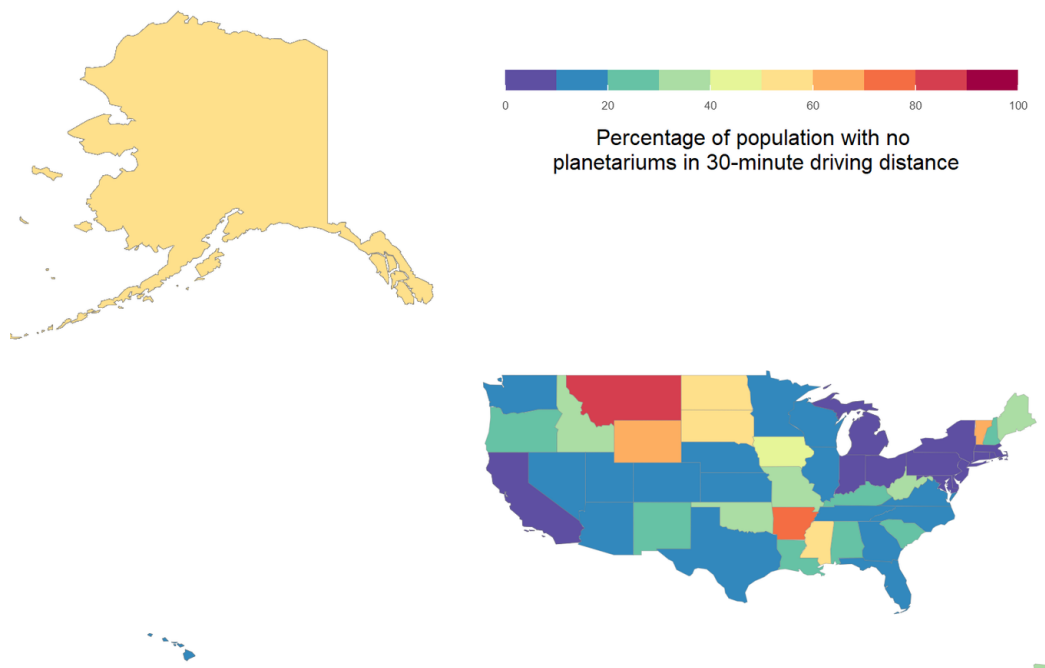 0 20 40 60 80 100
Percentage of population with no
planetariums in 30-minute driving distance